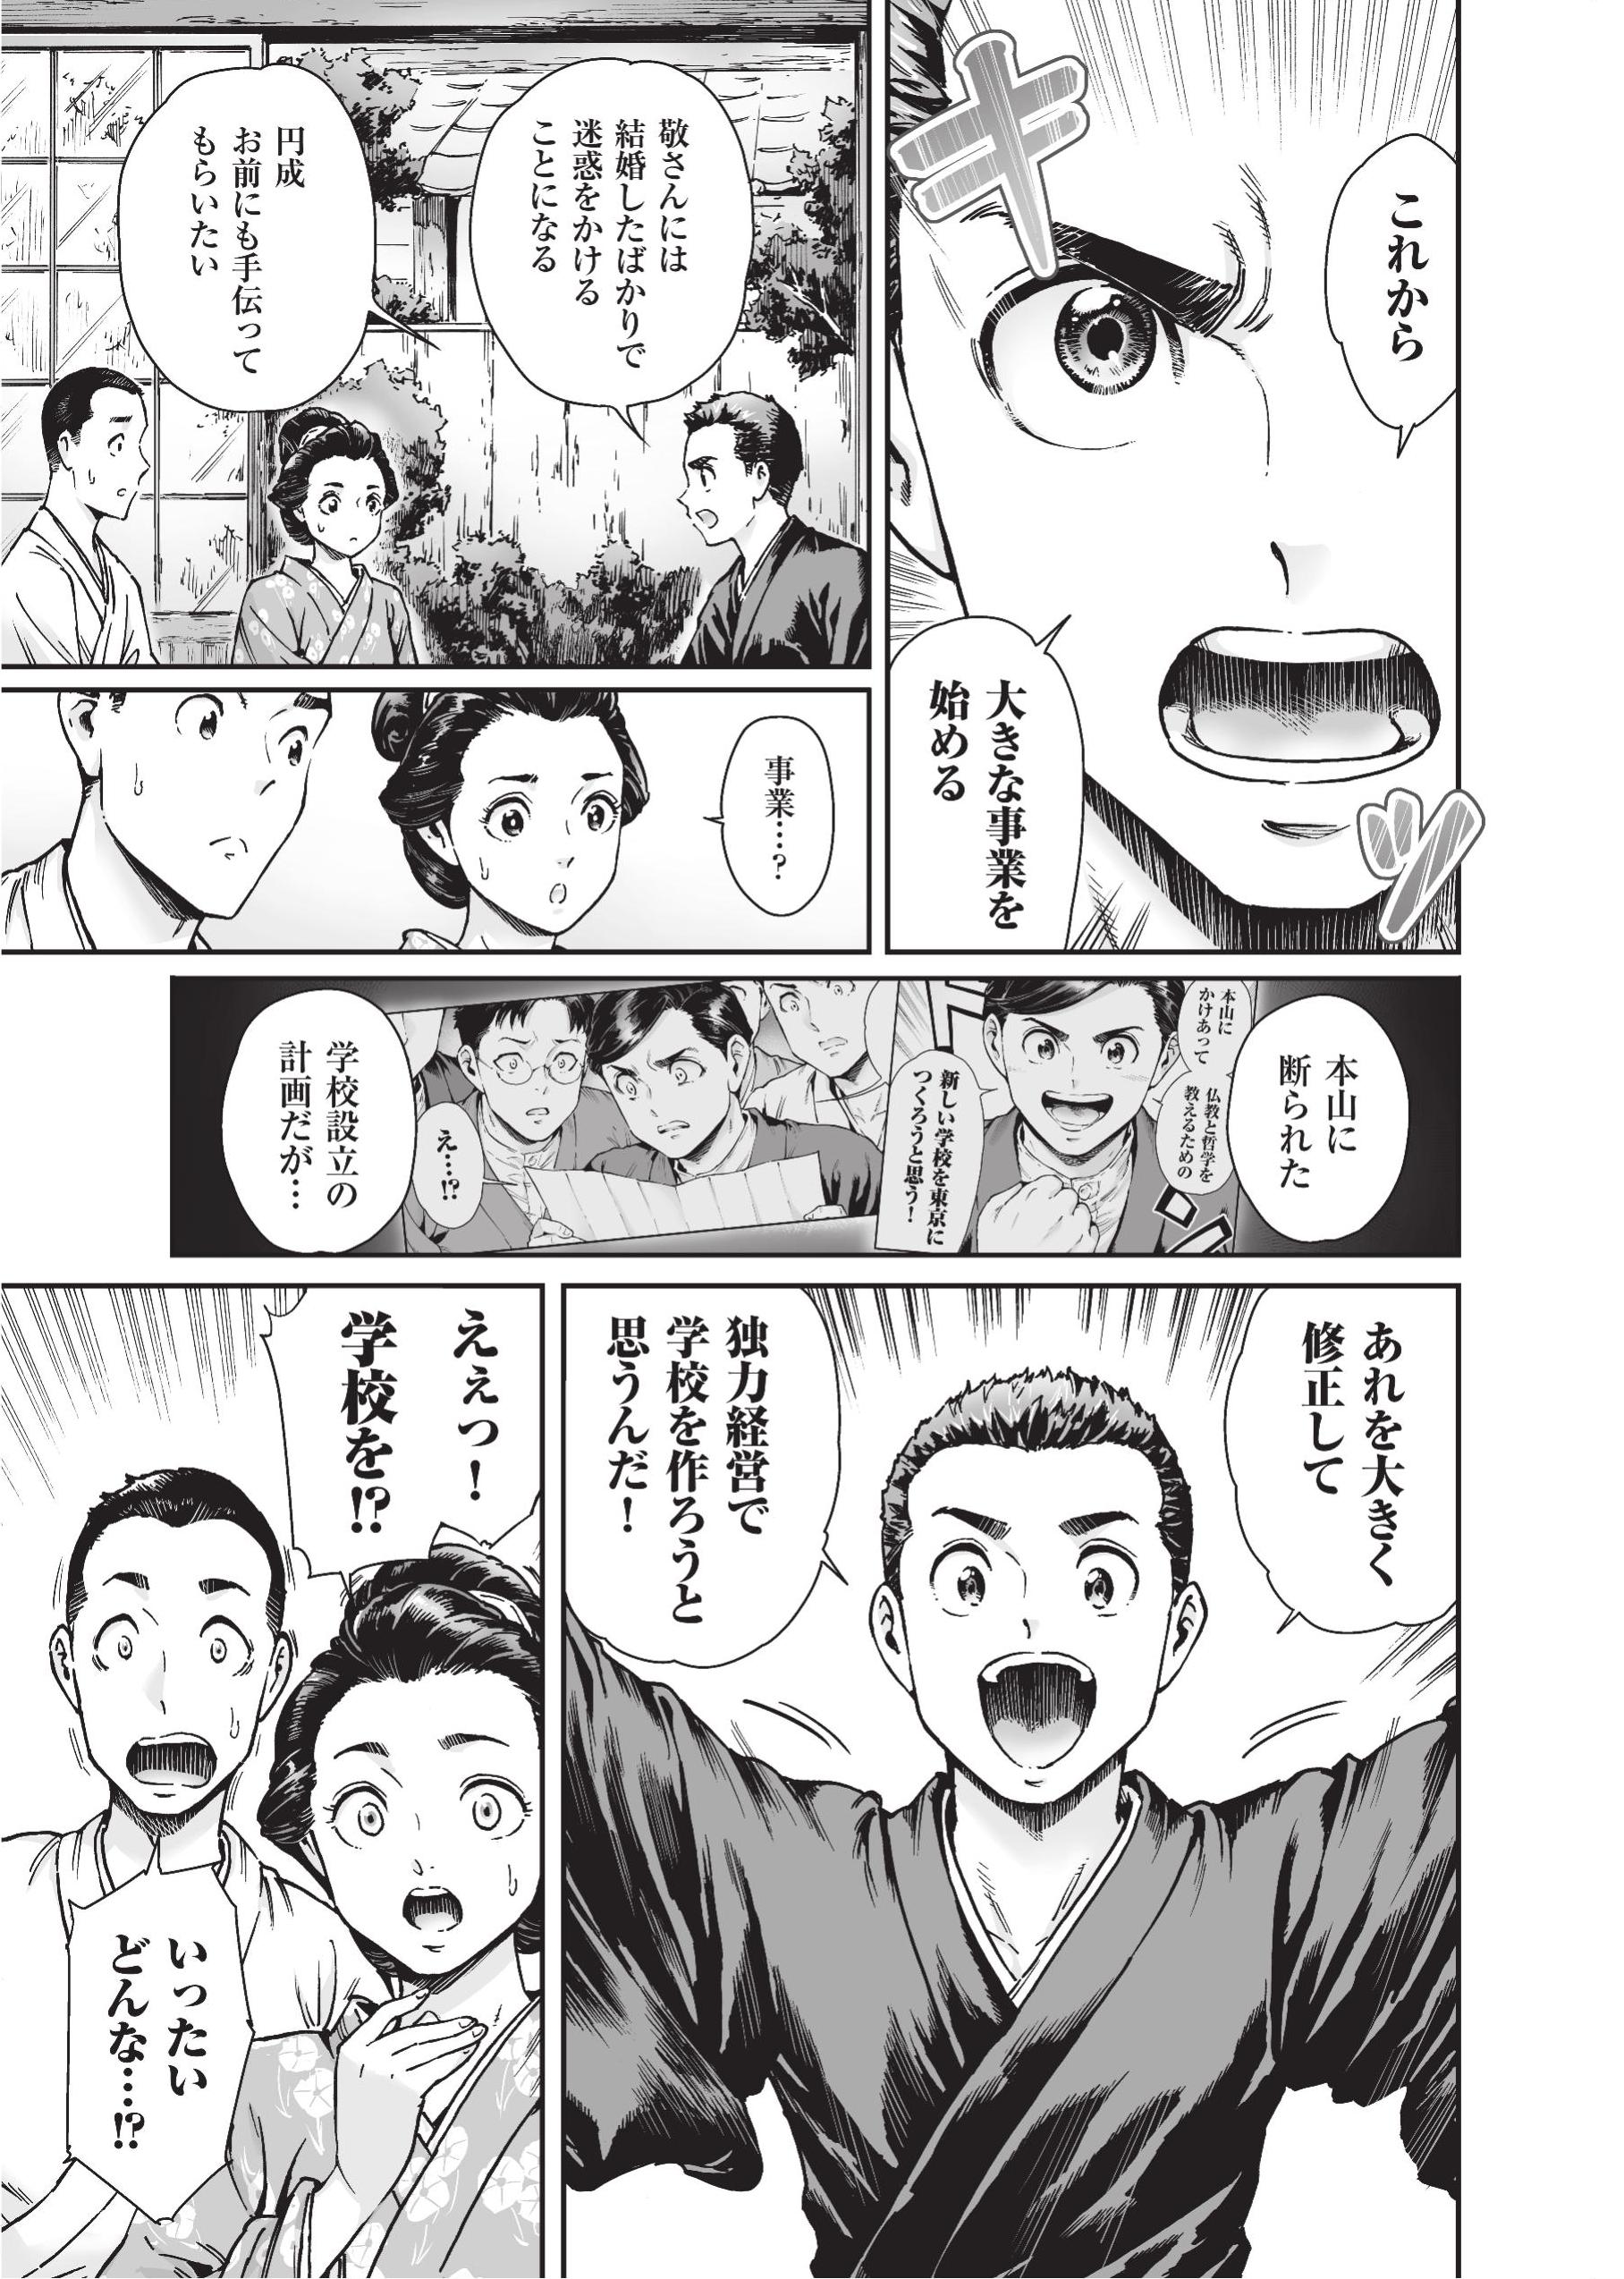 これから
キッ
大きな事業を
始める
敬さんには
結婚したばかりで
迷惑をかける
ことになる
円成
お前にも手伝って
もらいたい
事業…?
本山に
断られた
本山に
かけあって
仏教と哲学を
教えるための
新しい学校を東京に
つくろうと思う!
ドンッ
え…!?
学校設立の
計画だが…
あれを大きく
修正して
独力経営で
学校を作ろうと
思うんだ!
えぇっ!
学校を!?
いったい
どんな…!?